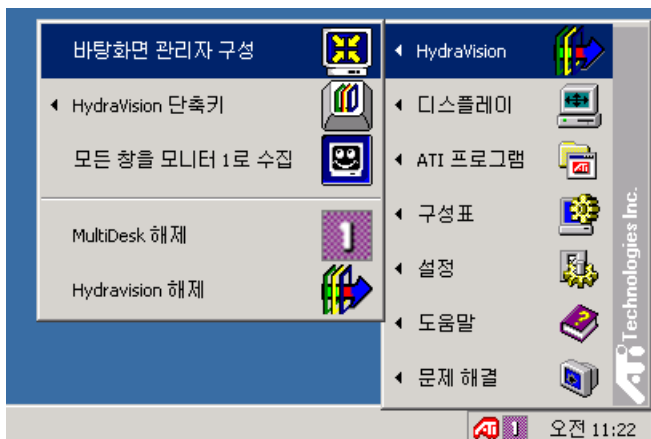 바탕화면 관리자 구성
HydraVision 단축키
모든 창을 모니터 1로 수집
MultiDesk 해제
Hydravision 해제
HydraVision
디스플레이
ATI 프로그램
구성표
설정
도움말
문제 해결
ATI Technologies Inc.
ATI
1
오전 11:22